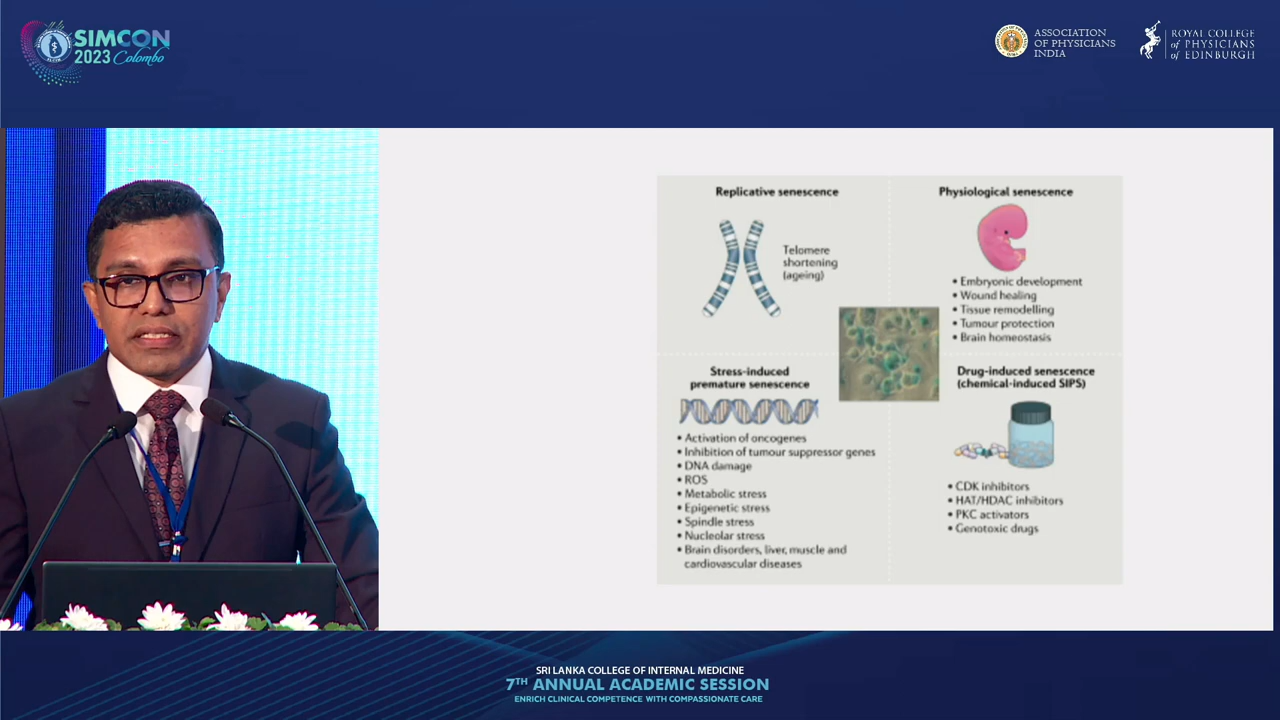 SIMCON
2023 Colombo
ASSOCIATION
OF PHYSICIANS
INDIA
ROYAL COLLEGE
of PHYSICIANS
of EDINBURGH
Replicative senescence
Telomere
shortening
(ageing)
Physiological senescence
• Embryonic development
• Wound healing
• Tissue remodelling
• Tumour protection
• Brain homeostasis
Stress-induced
premature senescence
• Activation of oncogenes
• Inhibition of tumour suppressor genes
• DNA damage
• ROS
• Metabolic stress
• Epigenetic stress
• Spindle stress
• Nucleolar stress
• Brain disorders, liver, muscle and
cardiovascular diseases
Drug-induced senescence
(chemical-induced SIPS)
• CDK inhibitors
• HAT/HDAC inhibitors
• PKC activators
• Genotoxic drugs
SRI LANKA COLLEGE OF INTERNAL MEDICINE
7TH ANNUAL ACADEMIC SESSION
ENRICH CLINICAL COMPETENCE WITH COMPASSIONATE CARE